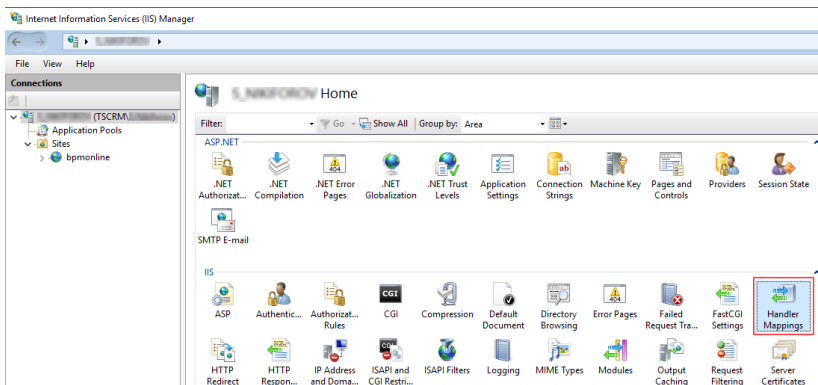 Internet Information Services (IIS) Manager
File View Help
Connections
(TSCRM\ )
Application Pools
Sites
bpmonline
Home
Filter: Go Show All Group by: Area
ASP.NET
.NET Authorizat...
.NET Compilation
.NET Error Pages
.NET Globalization
.NET Trust Levels
Application Settings
Connection Strings
Machine Key
Pages and Controls
Providers
Session State
SMTP E-mail
IIS
ASP
Authentic...
Authorizat... Rules
CGI
Compression
Default Document
Directory Browsing
Error Pages
Failed Request Tra...
FastCGI Settings
Handler Mappings
HTTP Redirect
HTTP Respon...
IP Address and Doma...
ISAPI and CGI Restri...
ISAPI Filters
Logging
MIME Types
Modules
Output Caching
Request Filtering
Server Certificates